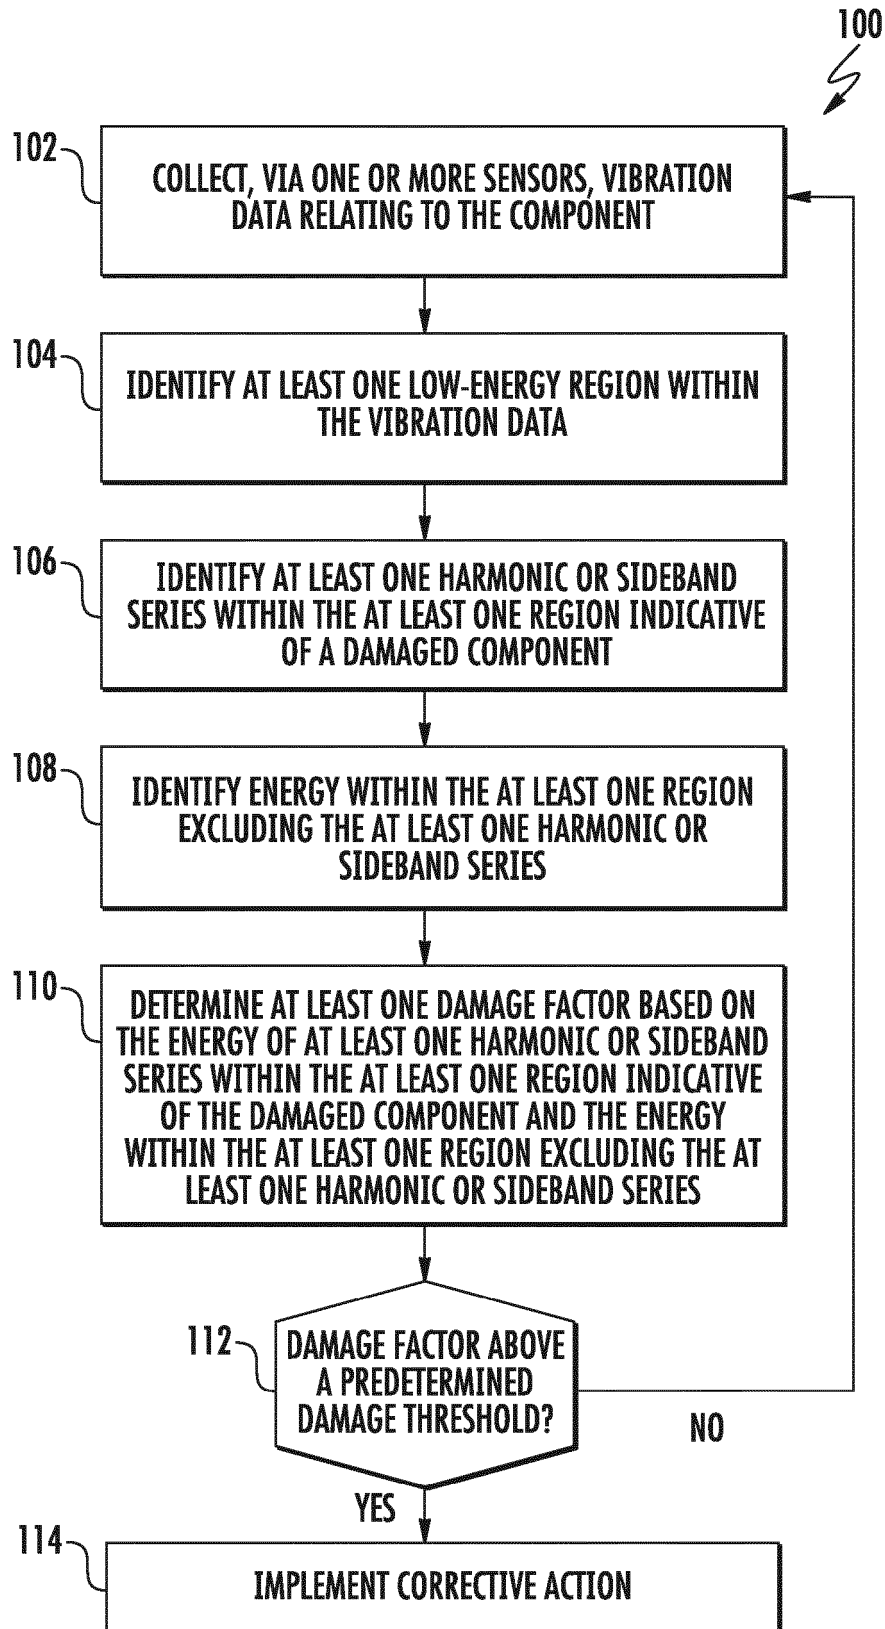 100
102
COLLECT, VIA ONE OR MORE SENSORS, VIBRATION
DATA RELATING TO THE COMPONENT
104
IDENTIFY AT LEAST ONE LOW-ENERGY REGION WITHIN
THE VIBRATION DATA
106
IDENTIFY AT LEAST ONE HARMONIC OR SIDEBAND
SERIES WITHIN THE AT LEAST ONE REGION INDICATIVE
OF A DAMAGED COMPONENT
108
IDENTIFY ENERGY WITHIN THE AT LEAST ONE REGION
EXCLUDING THE AT LEAST ONE HARMONIC OR
SIDEBAND SERIES
110
DETERMINE AT LEAST ONE DAMAGE FACTOR BASED ON
THE ENERGY OF AT LEAST ONE HARMONIC OR SIDEBAND
SERIES WITHIN THE AT LEAST ONE REGION INDICATIVE
OF THE DAMAGED COMPONENT AND THE ENERGY
WITHIN THE AT LEAST ONE REGION EXCLUDING THE AT
LEAST ONE HARMONIC OR SIDEBAND SERIES
112
DAMAGE FACTOR ABOVE
A PREDETERMINED
DAMAGE THRESHOLD?
NO
YES
114
IMPLEMENT CORRECTIVE ACTION